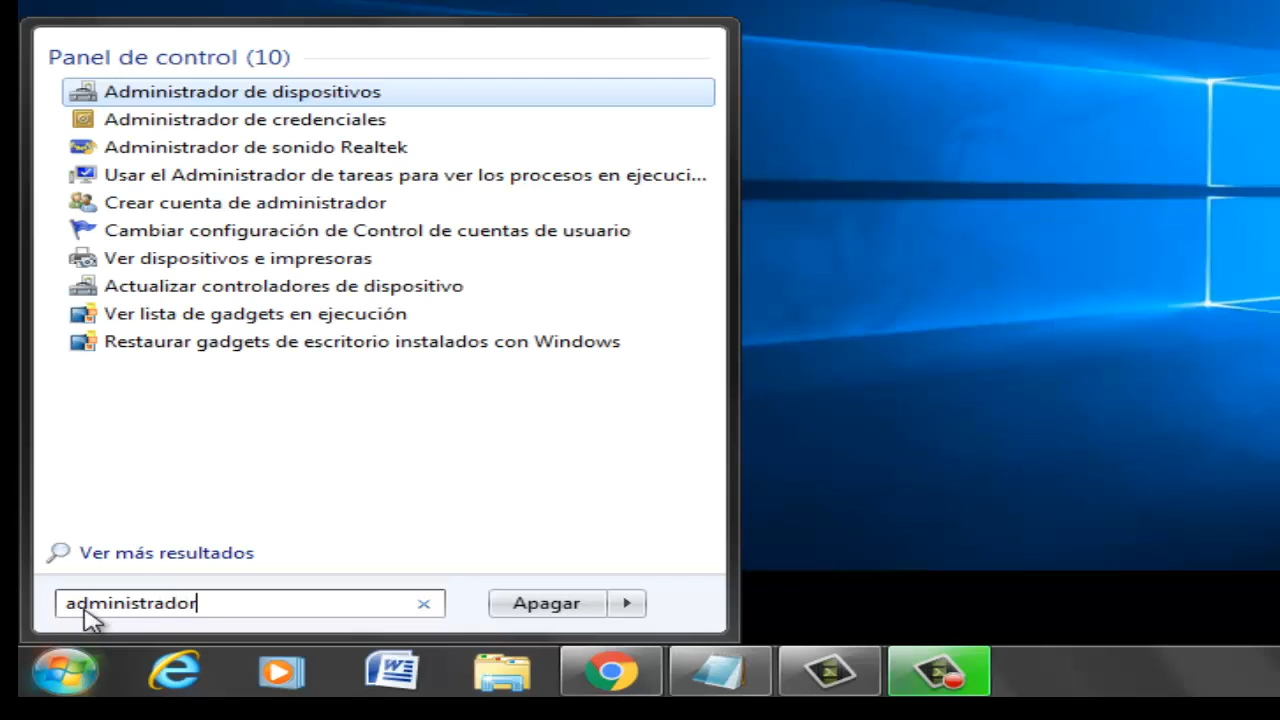 Panel de control (10)
Administrador de dispositivos
Administrador de credenciales
Administrador de sonido Realtek
Usar el Administrador de tareas para ver los procesos en ejecuci...
Crear cuenta de administrador
Cambiar configuración de Control de cuentas de usuario
Ver dispositivos e impresoras
Actualizar controladores de dispositivo
Ver lista de gadgets en ejecución
Restaurar gadgets de escritorio instalados con Windows
Ver más resultados
administrador
Apagar